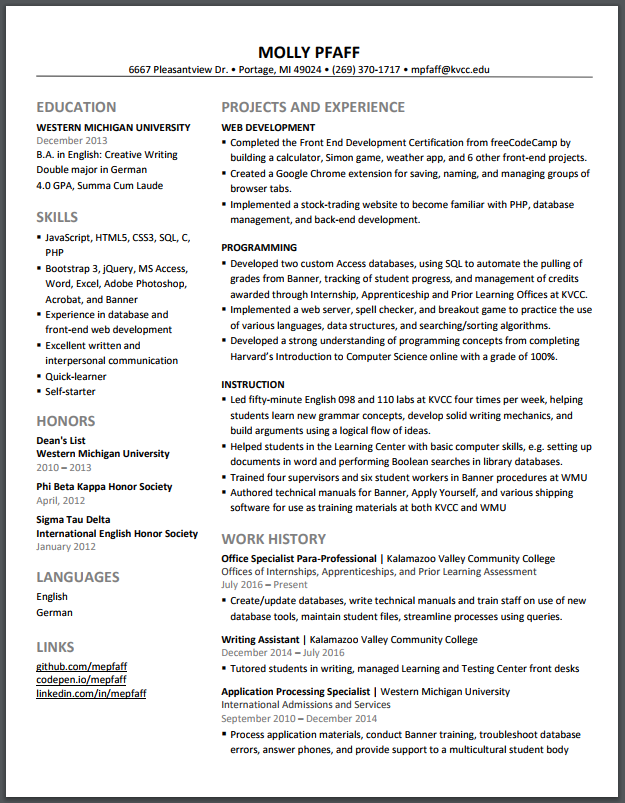 MOLLY PFAFF
6667 Pleasantview Dr. • Portage, MI 49024 • (269) 370-1717 • mpfaff@kvcc.edu
EDUCATION
WESTERN MICHIGAN UNIVERSITY
December 2013
B.A. in English: Creative Writing
Double major in German
4.0 GPA, Summa Cum Laude
SKILLS
▪ JavaScript, HTML5, CSS3, SQL, C,
PHP
▪ Bootstrap 3, jQuery, MS Access,
Word, Excel, Adobe Photoshop,
Acrobat, and Banner
▪ Experience in database and
front-end web development
▪ Excellent written and
interpersonal communication
▪ Quick-learner
▪ Self-starter
HONORS
Dean's List
Western Michigan University
2010 – 2013
Phi Beta Kappa Honor Society
April, 2012
Sigma Tau Delta
International English Honor Society
January 2012
LANGUAGES
English
German
LINKS
github.com/mepfaff
codepen.io/mepfaff
linkedin.com/in/mepfaff
PROJECTS AND EXPERIENCE
WEB DEVELOPMENT
▪ Completed the Front End Development Certification from freeCodeCamp by
building a calculator, Simon game, weather app, and 6 other front-end projects.
▪ Created a Google Chrome extension for saving, naming, and managing groups of
browser tabs.
▪ Implemented a stock-trading website to become familiar with PHP, database
management, and back-end development.
PROGRAMMING
▪ Developed two custom Access databases, using SQL to automate the pulling of
grades from Banner, tracking of student progress, and management of credits
awarded through Internship, Apprenticeship and Prior Learning Offices at KVCC.
▪ Implemented a web server, spell checker, and breakout game to practice the use
of various languages, data structures, and searching/sorting algorithms.
▪ Developed a strong understanding of programming concepts from completing
Harvard's Introduction to Computer Science online with a grade of 100%.
INSTRUCTION
▪ Led fifty-minute English 098 and 110 labs at KVCC four times per week, helping
students learn new grammar concepts, develop solid writing mechanics, and
build arguments using a logical flow of ideas.
▪ Helped students in the Learning Center with basic computer skills, e.g. setting up
documents in word and performing Boolean searches in library databases.
▪ Trained four supervisors and six student workers in Banner procedures at WMU
▪ Authored technical manuals for Banner, Apply Yourself, and various shipping
software for use as training materials at both KVCC and WMU
WORK HISTORY
Office Specialist Para-Professional | Kalamazoo Valley Community College
Offices of Internships, Apprenticeships, and Prior Learning Assessment
July 2016 – Present
▪ Create/update databases, write technical manuals and train staff on use of new
database tools, maintain student files, streamline processes using queries.
Writing Assistant | Kalamazoo Valley Community College
December 2014 – July 2016
▪ Tutored students in writing, managed Learning and Testing Center front desks
Application Processing Specialist | Western Michigan University
International Admissions and Services
September 2010 – December 2014
▪ Process application materials, conduct Banner training, troubleshoot database
errors, answer phones, and provide support to a multicultural student body